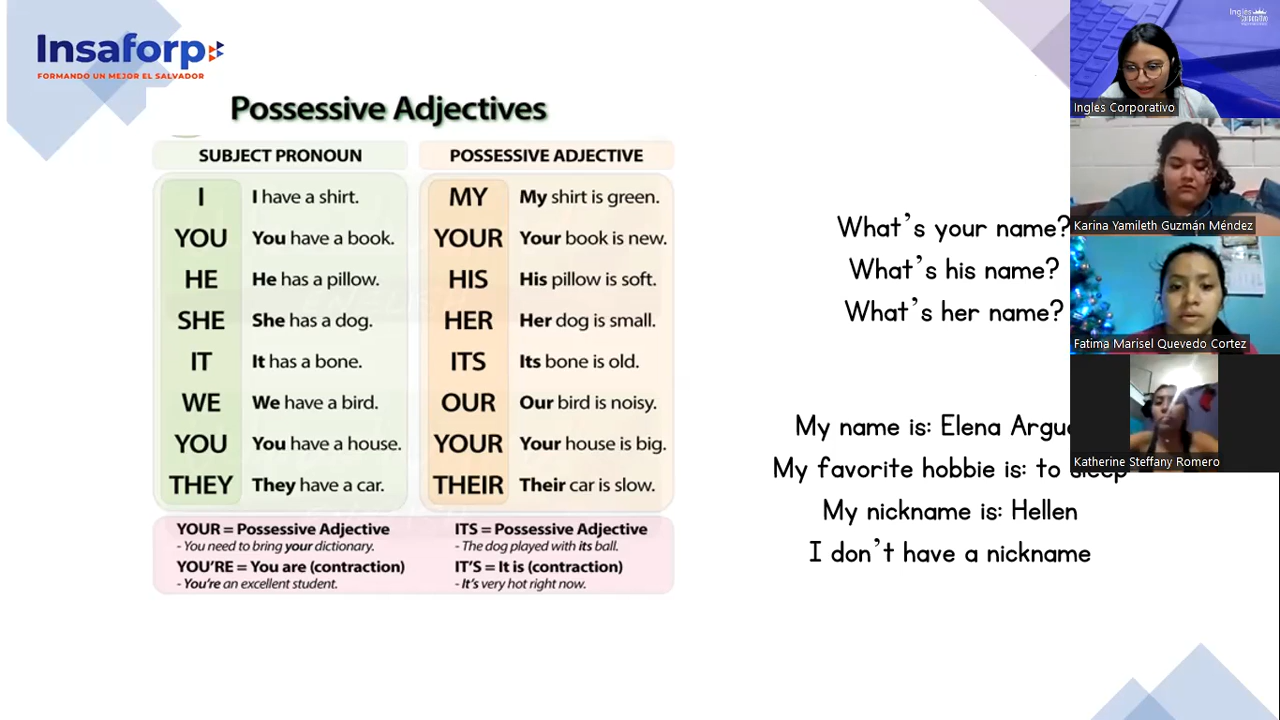 Insaforp
FORMANDO UN MEJOR EL SALVADOR
Possessive Adjectives
SUBJECT PRONOUN
POSSESSIVE ADJECTIVE
I
I have a shirt.
MY
My shirt is green.
YOU
You have a book.
YOUR
Your book is new.
HE
He has a pillow.
HIS
His pillow is soft.
SHE
She has a dog.
HER
Her dog is small.
IT
It has a bone.
ITS
Its bone is old.
WE
We have a bird.
OUR
Our bird is noisy.
YOU
You have a house.
YOUR
Your house is big.
THEY
They have a car.
THEIR
Their car is slow.
YOUR = Possessive Adjective
- You need to bring your dictionary.
YOU'RE = You are (contraction)
- You're an excellent student.
ITS = Possessive Adjective
- The dog played with its ball.
IT'S = It is (contraction)
- It's very hot right now.
What's your name?
What's his name?
What's her name?
My name is: Elena
My favorite hobbie is: to sleep
My nickname is: Hellen
I don't have a nickname
Ingles Corporativo
Karina Yamileth Guzmán Méndez
Fatima Marisel Quevedo Cortez
Katherine Steffany Romero